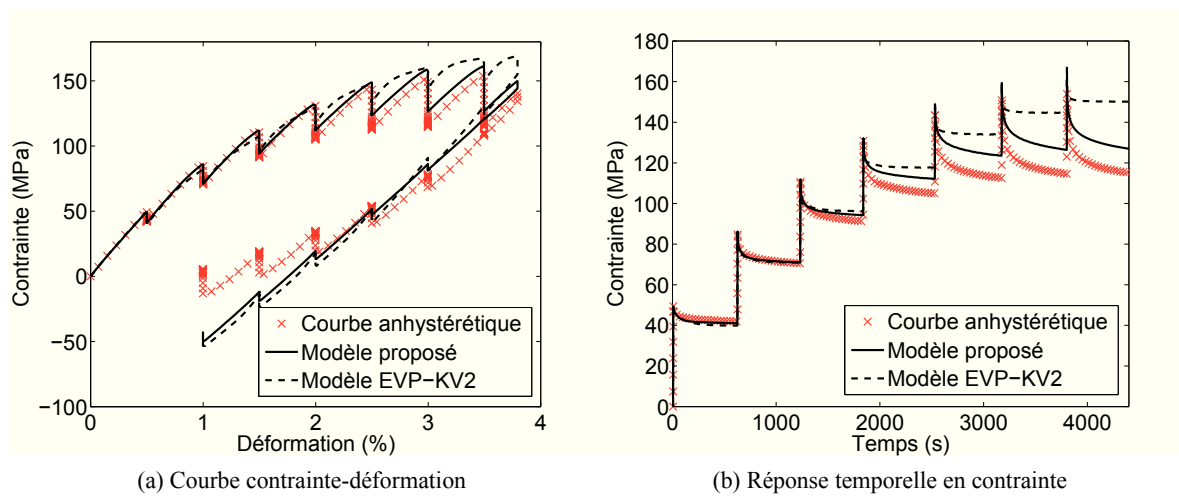 Contrainte (MPa)
150
100
50
0
−50
−100
0
1
2
3
4
Déformation (%)
Courbe anhystérétique
Modèle proposé
Modèle EVP−KV2
(a) Courbe contrainte-déformation
Contrainte (MPa)
180
160
140
120
100
80
60
40
20
0
0
1000
2000
3000
4000
Temps (s)
Courbe anhystérétique
Modèle proposé
Modèle EVP−KV2
(b) Réponse temporelle en contrainte